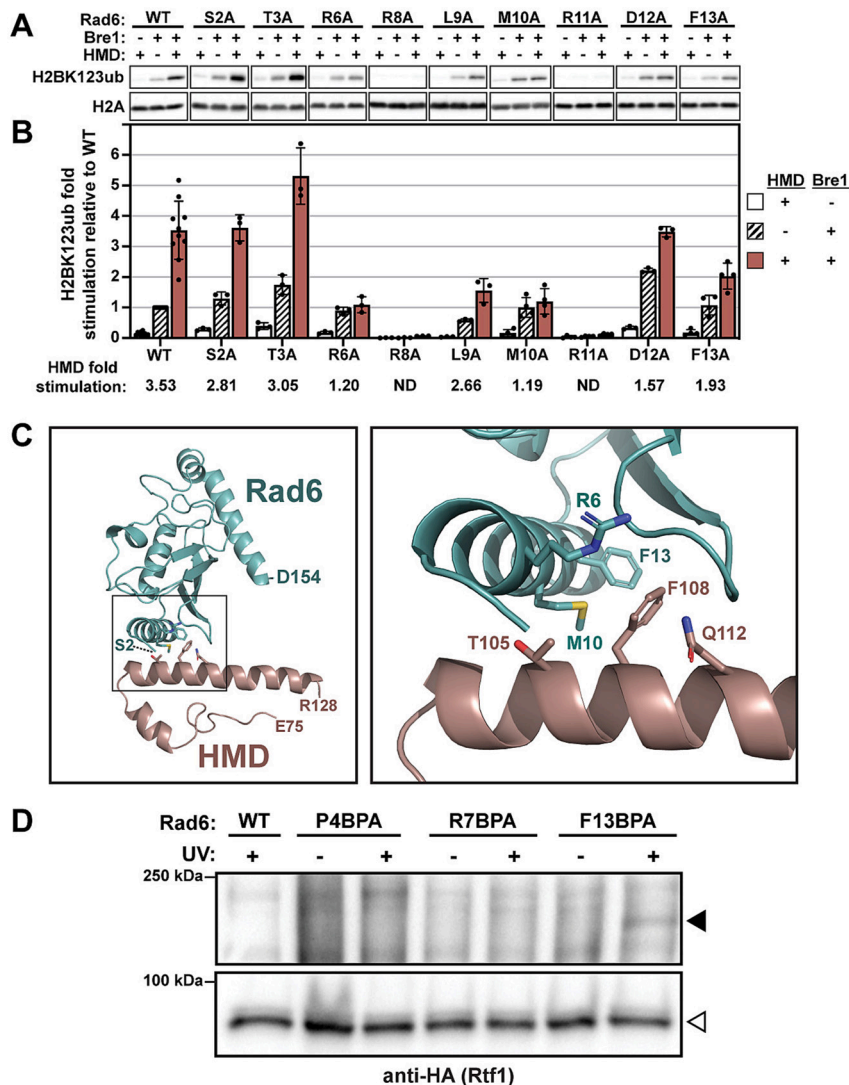 A
Rad6: WT S2A T3A R6A R8A L9A M10A R11A D12A F13A
Bre1: - + + - + + - + + - + + - + + - + + - + + - + + - + + - + +
HMD: + - + + - + + - + + - + + - + + - + + - + + - + + - + + - +
H2BK123ub
H2A
B
H2BK123ub fold
stimulation relative to WT
6
5
4
3
2
1
0
HMD Bre1
+ -
- +
+ +
WT S2A T3A R6A R8A L9A M10A R11A D12A F13A
HMD fold
stimulation: 3.53 2.81 3.05 1.20 ND 2.66 1.19 ND 1.57 1.93
C
Rad6
D154
S2
R128
E75
HMD
R6
F13
F108
T105
M10
Q112
D
Rad6: WT P4BPA R7BPA F13BPA
UV: + - + - + - +
250 kDa
100 kDa
anti-HA (Rtf1)